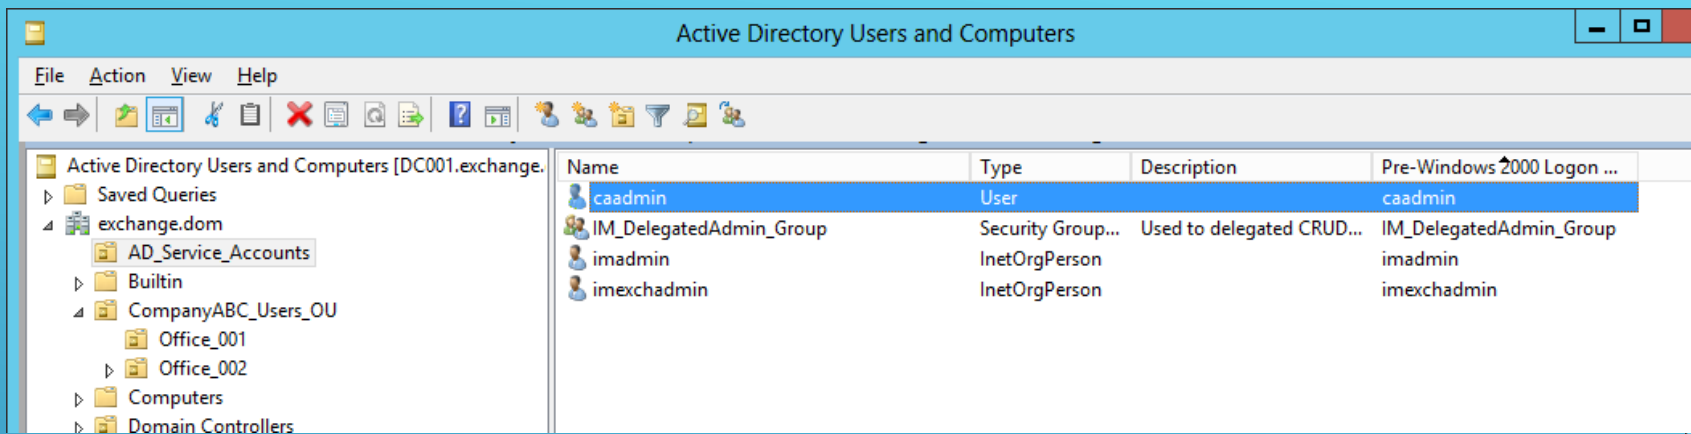 Active Directory Users and Computers
File Action View Help
Active Directory Users and Computers [DC001.exchange.
Saved Queries
exchange.dom
AD_Service_Accounts
Builtin
CompanyABC_Users_OU
Office_001
Office_002
Computers
Domain Controllers
Name Type Description Pre-Windows 2000 Logon ...
caadmin User caadmin
IM_DelegatedAdmin_Group Security Group... Used to delegated CRUD... IM_DelegatedAdmin_Group
imadmin InetOrgPerson imadmin
imexchadmin InetOrgPerson imexchadmin